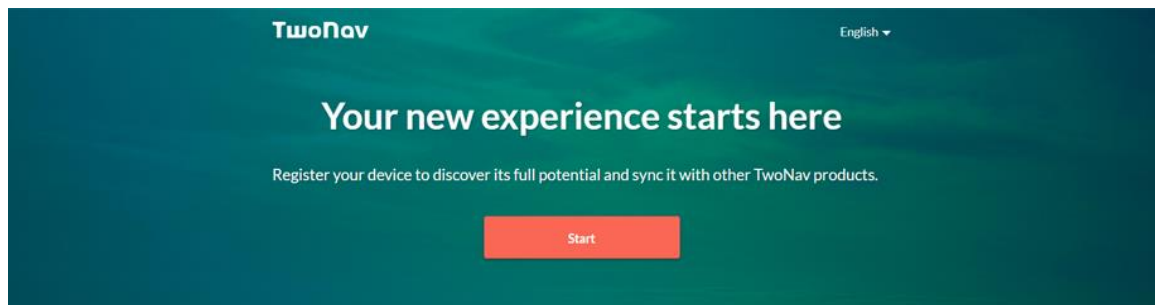 TwoNav
English
Your new experience starts here
Register your device to discover its full potential and sync it with other TwoNav products.
Start